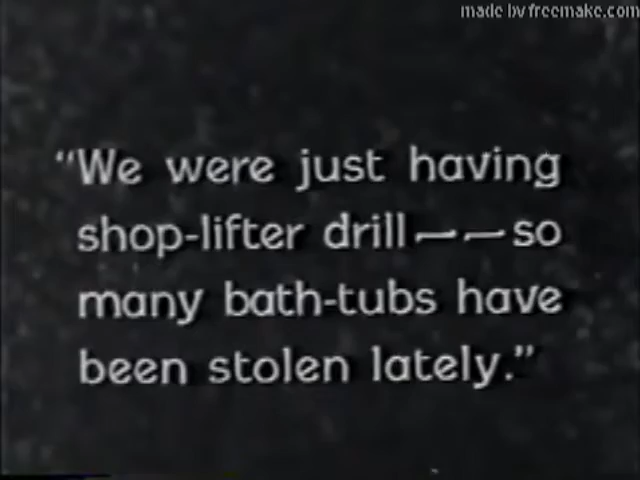 made by freemake.com
"We were just having
shop-lifter drill — — so
many bath-tubs have
been stolen lately."